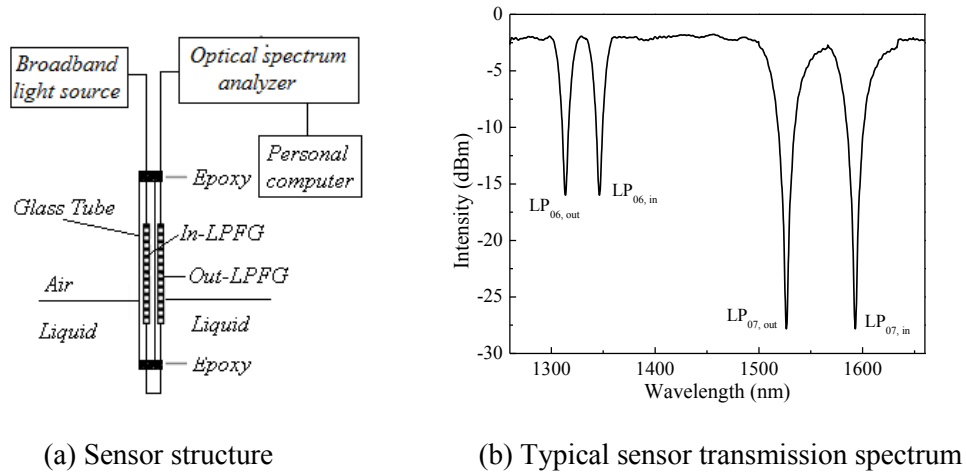 Broadband
light source
Optical spectrum
analyzer
Personal
computer
Epoxy
Glass Tube
In-LPFG
Out-LPFG
Air
Liquid
Liquid
Epoxy
(a) Sensor structure
0
-5
-10
-15
-20
-25
-30
Intensity (dBm)
LP06, out
LP06, in
LP07, out
LP07, in
1300
1400
1500
1600
Wavelength (nm)
(b) Typical sensor transmission spectrum